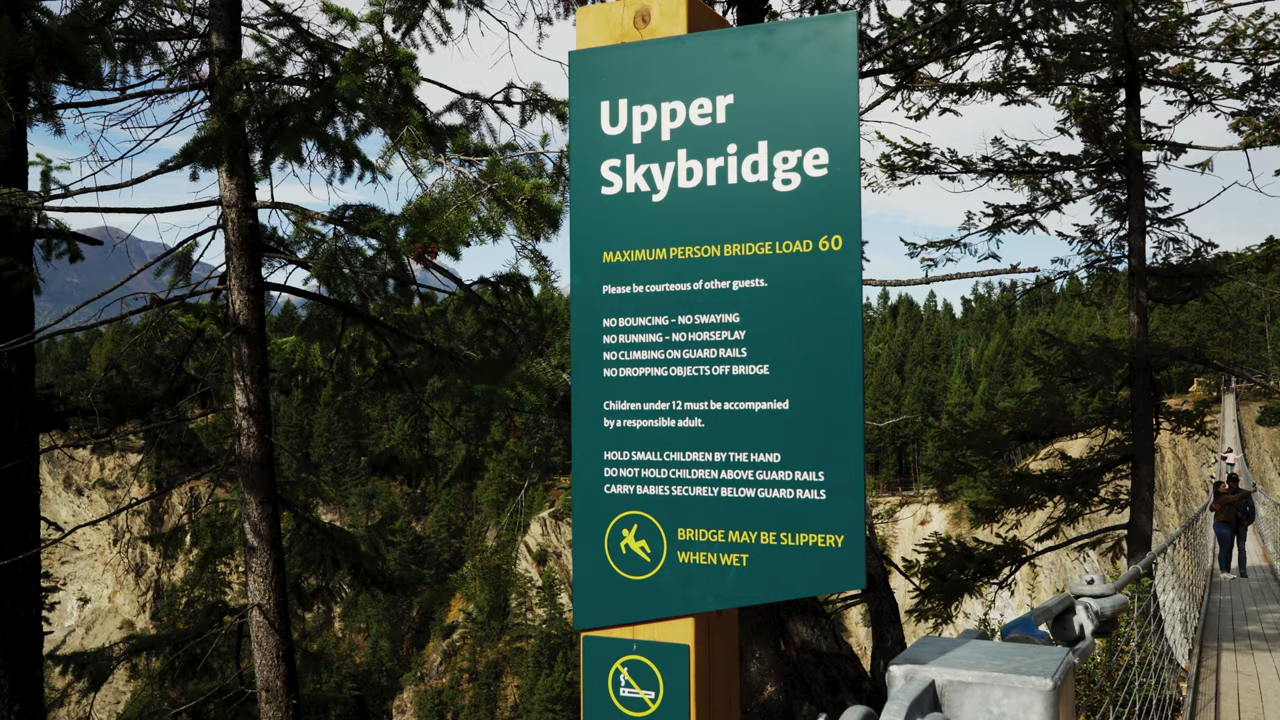 Upper
Skybridge
MAXIMUM PERSON BRIDGE LOAD 60
Please be courteous of other guests.
NO BOUNCING – NO SWAYING
NO RUNNING – NO HORSEPLAY
NO CLIMBING ON GUARD RAILS
NO DROPPING OBJECTS OFF BRIDGE
Children under 12 must be accompanied
by a responsible adult.
HOLD SMALL CHILDREN BY THE HAND
DO NOT HOLD CHILDREN ABOVE GUARD RAILS
CARRY BABIES SECURELY BELOW GUARD RAILS
BRIDGE MAY BE SLIPPERY
WHEN WET